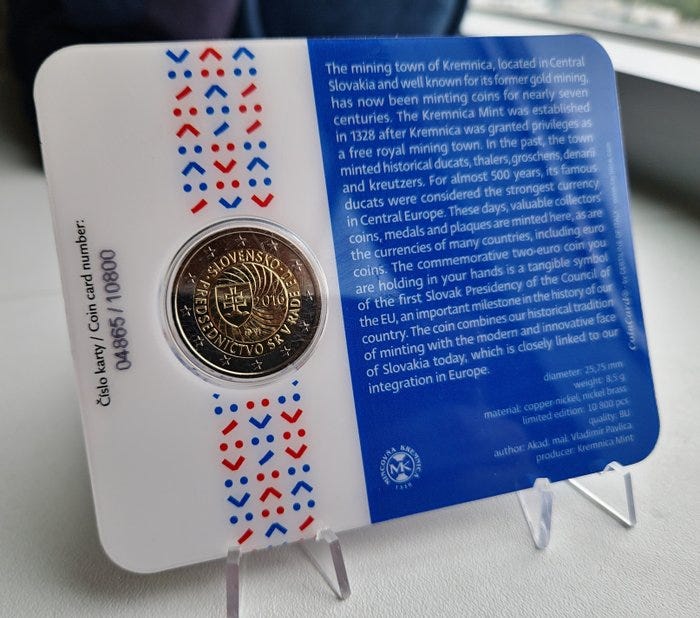 Číslo karty / Coin card number:
04865/10800
SLOVENSKO
PREDSEDNÍCTVO SR V RADE EÚ
2016
The mining town of Kremnica, located in Central
Slovakia and well known for its former gold mining,
has now been minting coins for nearly seven
centuries. The Kremnica Mint was established
in 1328 after Kremnica was granted privileges as
a free royal mining town. In the past, the town
minted historical ducats, thalers, groschens, denarii
and kreutzers. For almost 500 years, its famous
ducats were considered the strongest currency
in Central Europe. These days, valuable collectors
coins, medals and plaques are minted here, as are
the currencies of many countries, including euro
coins. The commemorative two-euro coin you
are holding in your hands is a tangible symbol
of the first Slovak Presidency of the Council of
the EU, an important milestone in the history of our
country. The coin combines our historical tradition
of minting with the modern and innovative face
of Slovakia today, which is closely linked to our
integration in Europe.
diameter: 25,75 mm
weight: 8,5 g
material: copper-nickel, nickel brass
limited edition: 10 800 pcs
quality: BU
author: Akad. mal. Vladimír Pavlica
producer: Kremnica Mint
MINCOVŇA KREMNICA
MK
1328
CoinCards